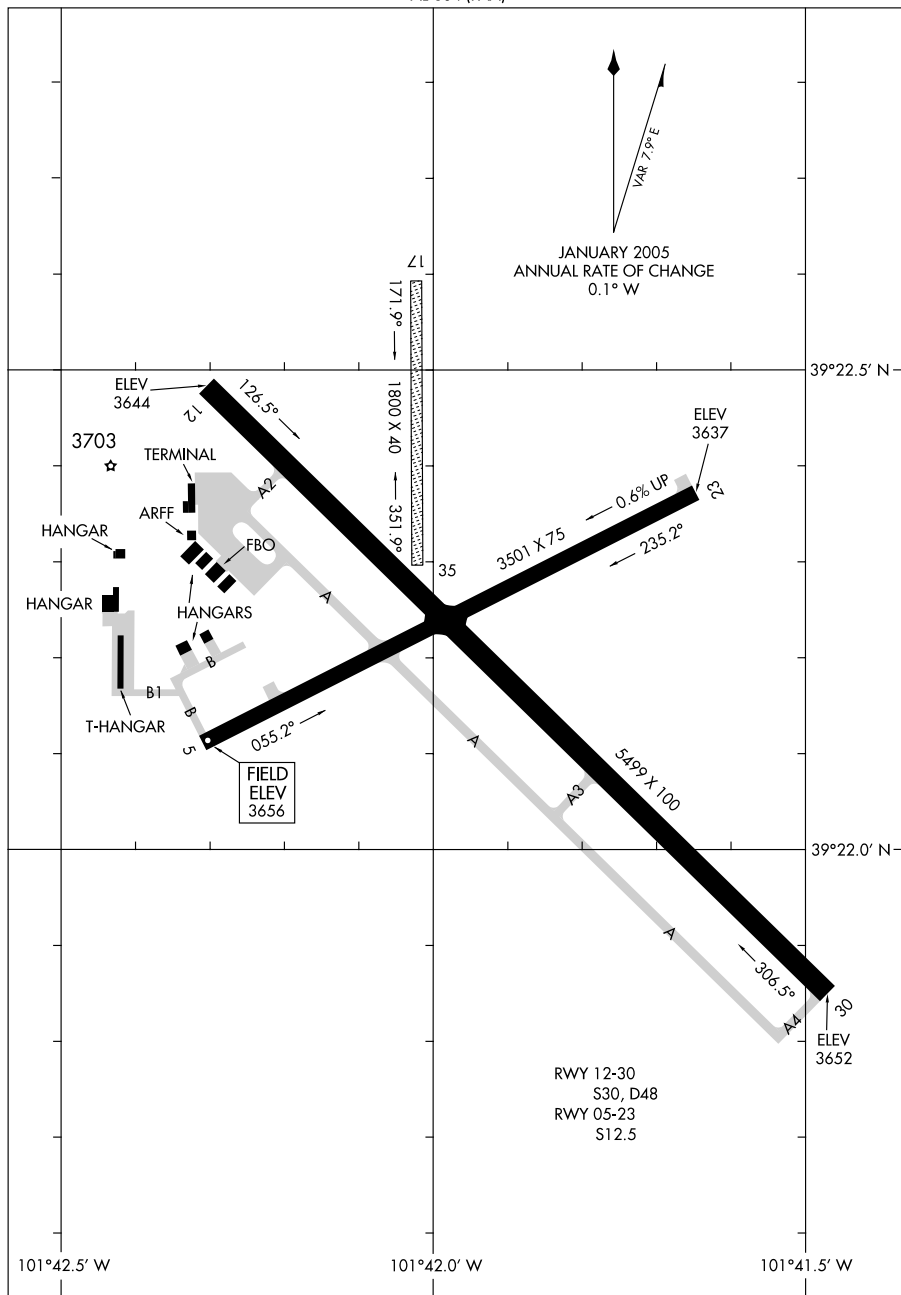 VAR 7.9° E
JANUARY 2005
ANNUAL RATE OF CHANGE
0.1° W
17
171.9°
1800 X 40
351.9°
35
39°22.5' N
ELEV
3644
12
126.5°
ELEV
3637
23
0.6% UP
3501 X 75
235.2°
3703
TERMINAL
A2
ARFF
HANGAR
FBO
A
HANGAR
HANGARS
B
B1
B
T-HANGAR
5
055.2°
FIELD
ELEV
3656
A
5499 X 100
A3
39°22.0' N
A
306.5°
30
A4
ELEV
3652
RWY 12-30
S30, D48
RWY 05-23
S12.5
101°42.5' W
101°42.0' W
101°41.5' W